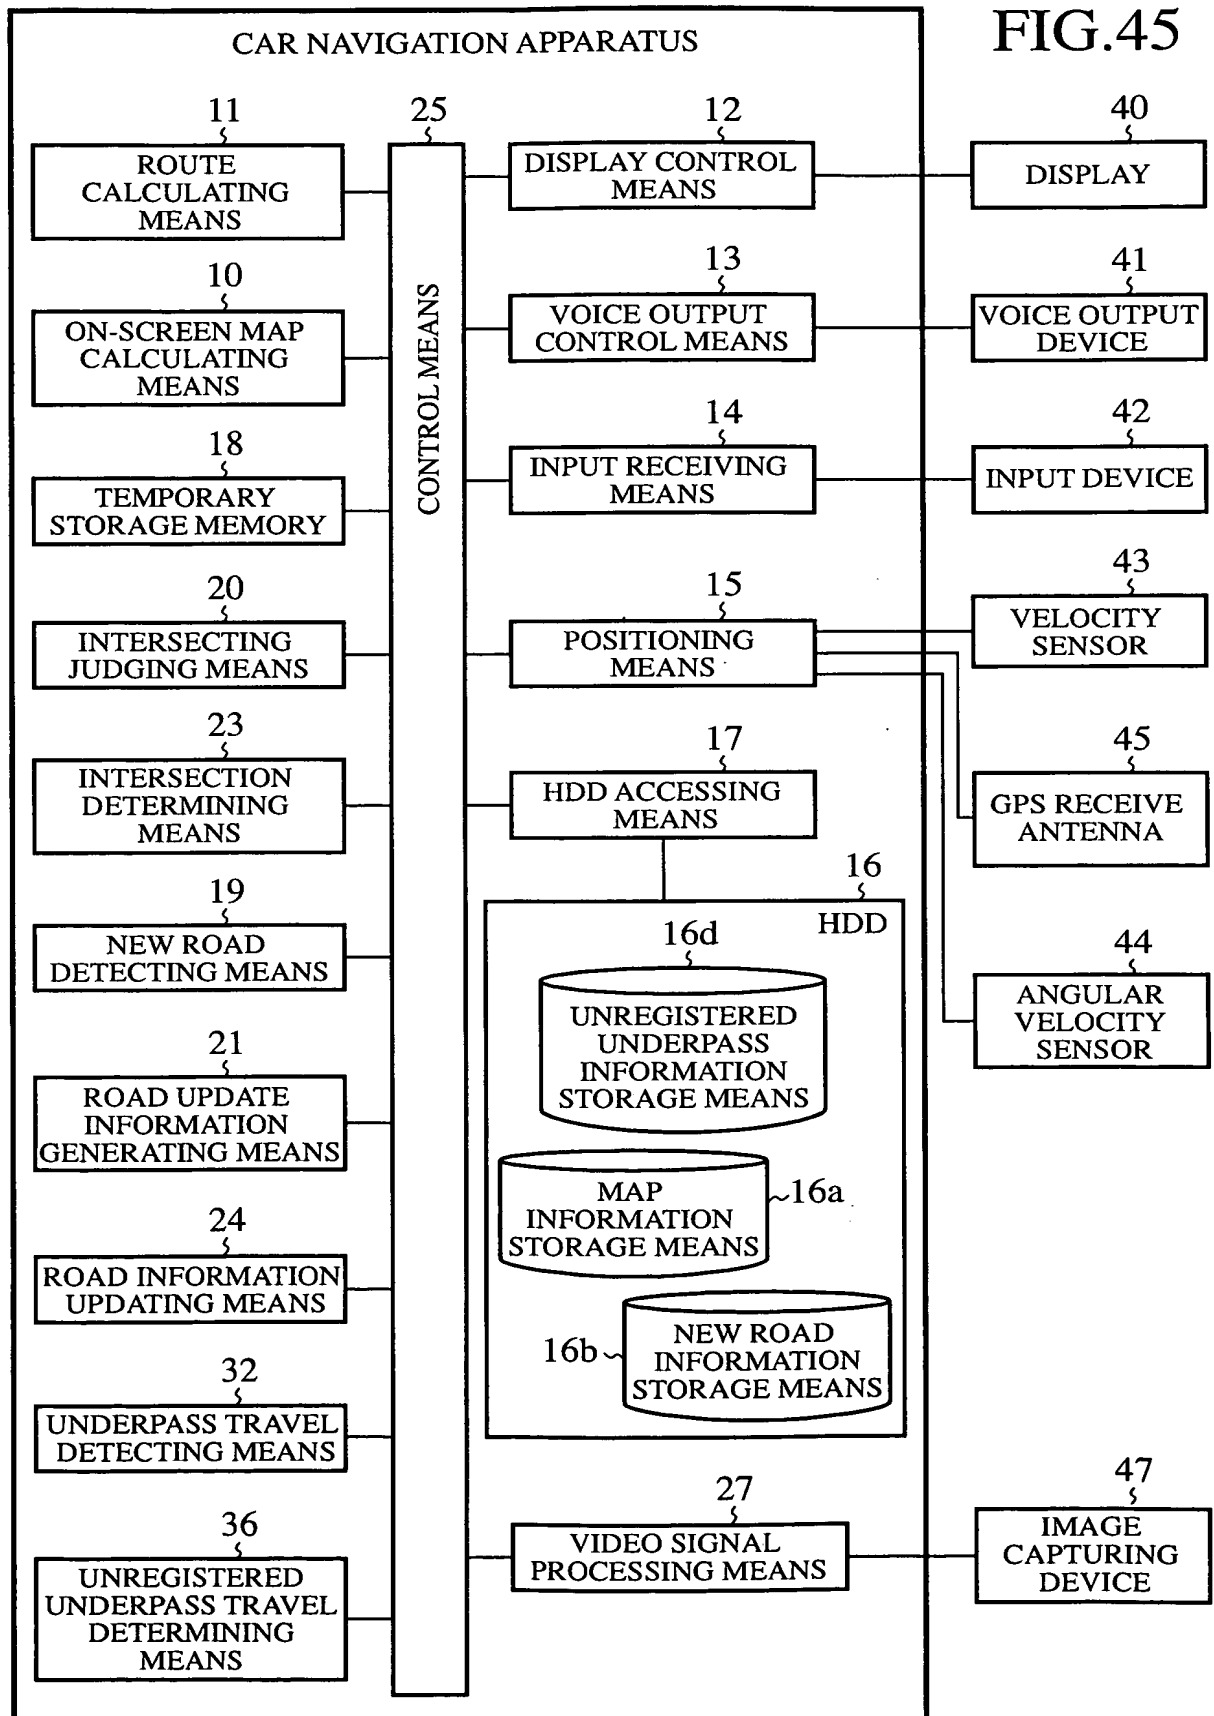 CAR NAVIGATION APPARATUS
FIG.45
11
ROUTE
CALCULATING
MEANS
10
ON-SCREEN MAP
CALCULATING
MEANS
18
TEMPORARY
STORAGE MEMORY
20
INTERSECTING
JUDGING MEANS
23
INTERSECTION
DETERMINING
MEANS
19
NEW ROAD
DETECTING MEANS
21
ROAD UPDATE
INFORMATION
GENERATING MEANS
24
ROAD INFORMATION
UPDATING MEANS
32
UNDERPASS TRAVEL
DETECTING MEANS
36
UNREGISTERED
UNDERPASS TRAVEL
DETERMINING
MEANS
25
CONTROL MEANS
12
DISPLAY CONTROL
MEANS
13
VOICE OUTPUT
CONTROL MEANS
14
INPUT RECEIVING
MEANS
15
POSITIONING
MEANS
17
HDD ACCESSING
MEANS
16
HDD
16d
UNREGISTERED
UNDERPASS
INFORMATION
STORAGE MEANS
MAP
INFORMATION
STORAGE MEANS
16a
16b
NEW ROAD
INFORMATION
STORAGE MEANS
27
VIDEO SIGNAL
PROCESSING MEANS
40
DISPLAY
41
VOICE OUTPUT
DEVICE
42
INPUT DEVICE
43
VELOCITY
SENSOR
45
GPS RECEIVE
ANTENNA
44
ANGULAR
VELOCITY
SENSOR
47
IMAGE
CAPTURING
DEVICE